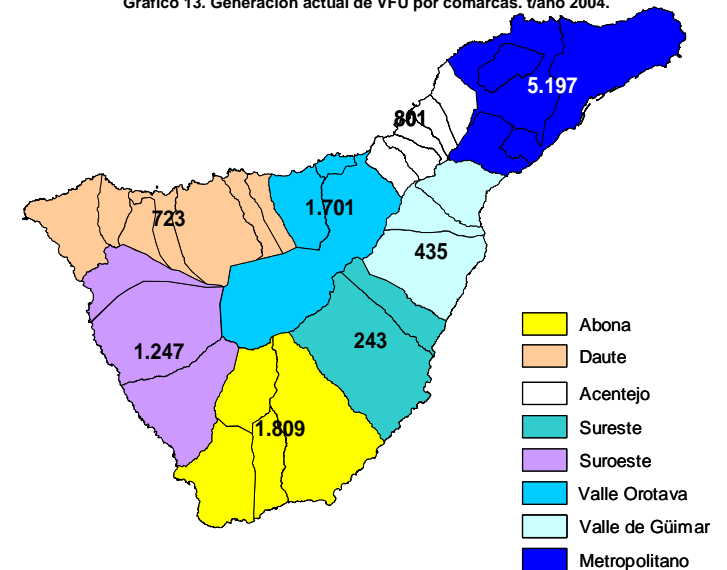 Gráfico 13. Generación actual de VFU por comarcas. t/año 2004.
5.197
801
723
1.701
435
1.247
243
1.809
Abona
Daute
Acentejo
Sureste
Suroeste
Valle Orotava
Valle de Güimar
Metropolitano